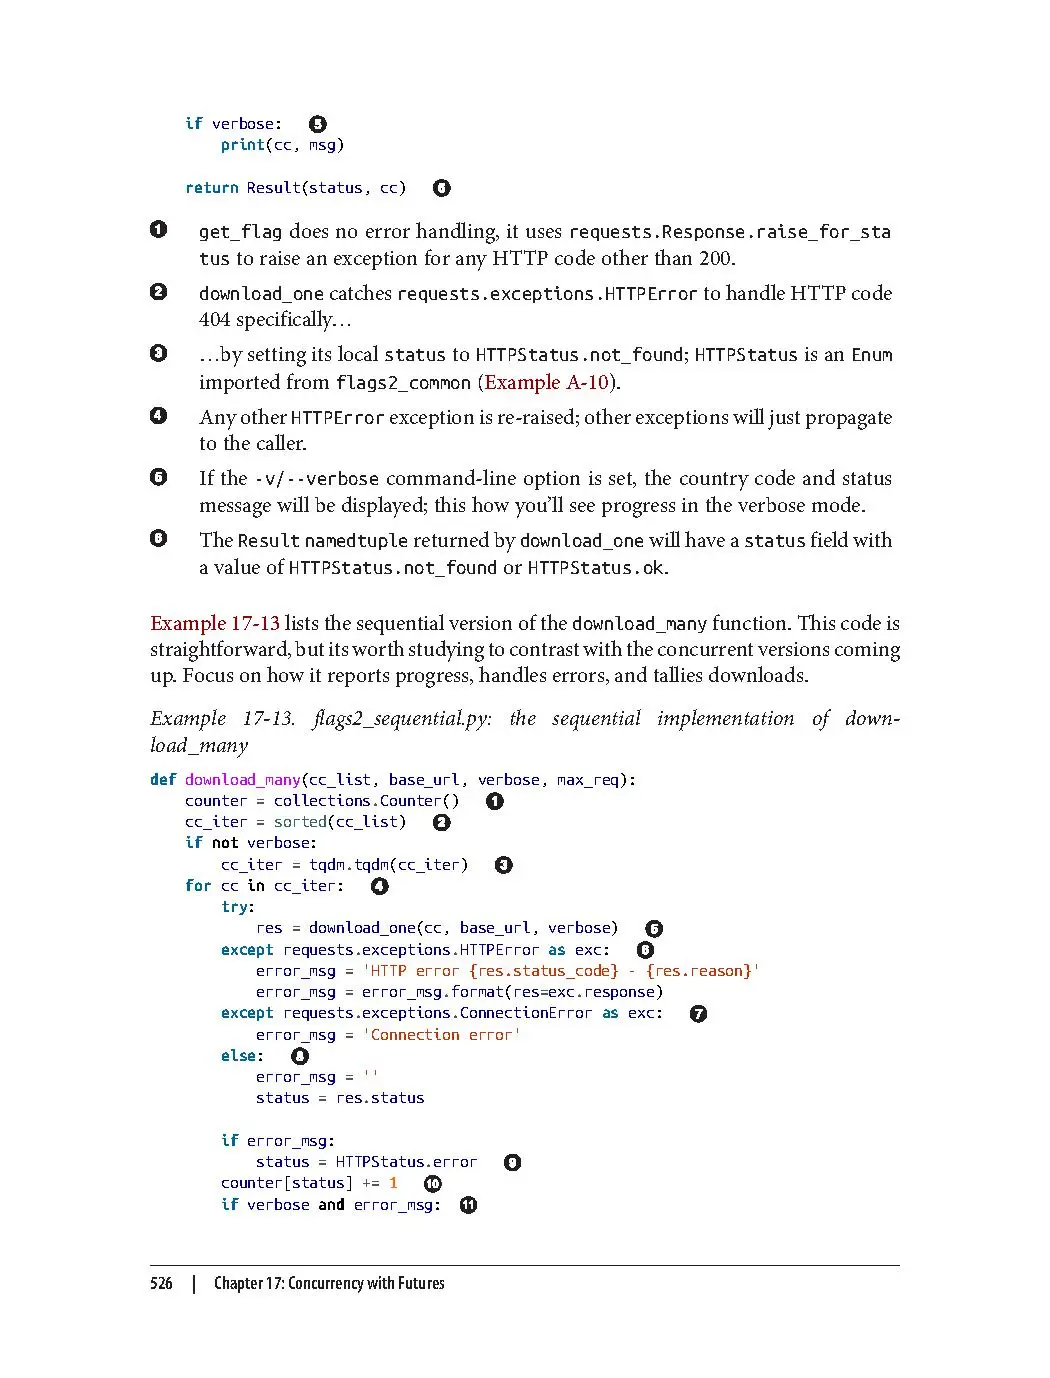 if verbose: ❺
print(cc, msg)
return Result(status, cc) ❻
❶ get_flag does no error handling, it uses requests.Response.raise_for_sta
tus to raise an exception for any HTTP code other than 200.
❷ download_one catches requests.exceptions.HTTPError to handle HTTP code
404 specifically…
❸ …by setting its local status to HTTPStatus.not_found; HTTPStatus is an Enum
imported from flags2_common (Example A-10).
❹ Any other HTTPError exception is re-raised; other exceptions will just propagate
to the caller.
❺ If the -v/--verbose command-line option is set, the country code and status
message will be displayed; this how you’ll see progress in the verbose mode.
❻ The Result namedtuple returned by download_one will have a status field with
a value of HTTPStatus.not_found or HTTPStatus.ok.
Example 17-13 lists the sequential version of the download_many function. This code is
straightforward, but its worth studying to contrast with the concurrent versions coming
up. Focus on how it reports progress, handles errors, and tallies downloads.
Example 17-13. flags2_sequential.py: the sequential implementation of down-
load_many
def download_many(cc_list, base_url, verbose, max_req):
counter = collections.Counter() ❶
cc_iter = sorted(cc_list) ❷
if not verbose:
cc_iter = tqdm.tqdm(cc_iter) ❸
for cc in cc_iter: ❹
try:
res = download_one(cc, base_url, verbose) ❺
except requests.exceptions.HTTPError as exc: ❻
error_msg = 'HTTP error {res.status_code} - {res.reason}'
error_msg = error_msg.format(res=exc.response)
except requests.exceptions.ConnectionError as exc: ❼
error_msg = 'Connection error'
else: ❽
error_msg = ''
status = res.status
if error_msg:
status = HTTPStatus.error ❾
counter[status] += 1 ❿
if verbose and error_msg: ⓫
526 | Chapter 17: Concurrency with Futures